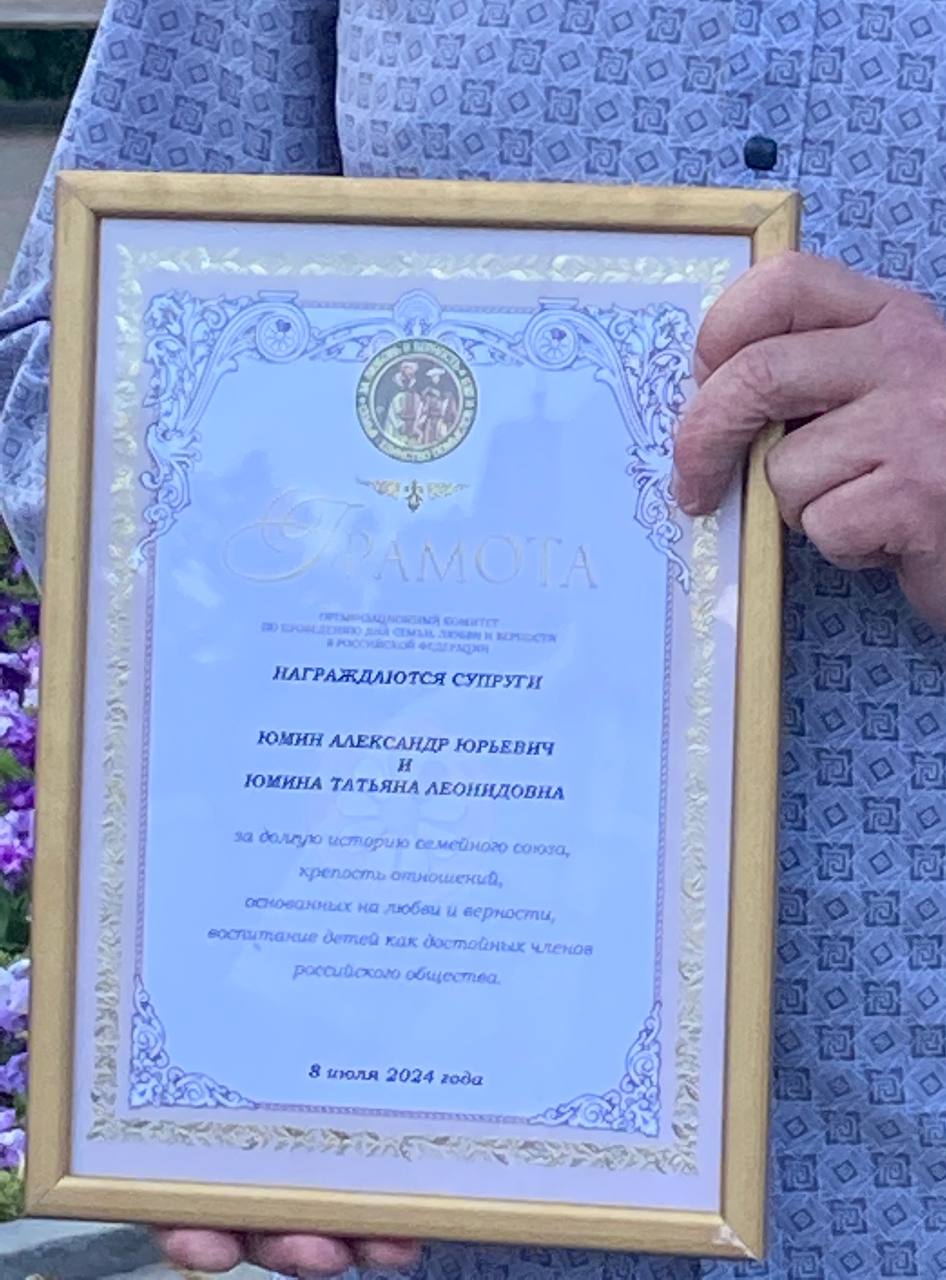 ГРАМОТА
ОРГАНИЗАЦИОННЫЙ КОМИТЕТ
ПО ПРОВЕДЕНИЮ ДНЯ СЕМЬИ, ЛЮБВИ И ВЕРНОСТИ
В РОССИЙСКОЙ ФЕДЕРАЦИИ
НАГРАЖДАЮТСЯ СУПРУГИ
ЮМИН АЛЕКСАНДР ЮРЬЕВИЧ
И
ЮМИНА ТАТЬЯНА ЛЕОНИДОВНА
за долгую историю семейного союза,
крепость отношений,
основанных на любви и верности,
воспитание детей как достойных членов
российского общества.
8 июля 2024 года